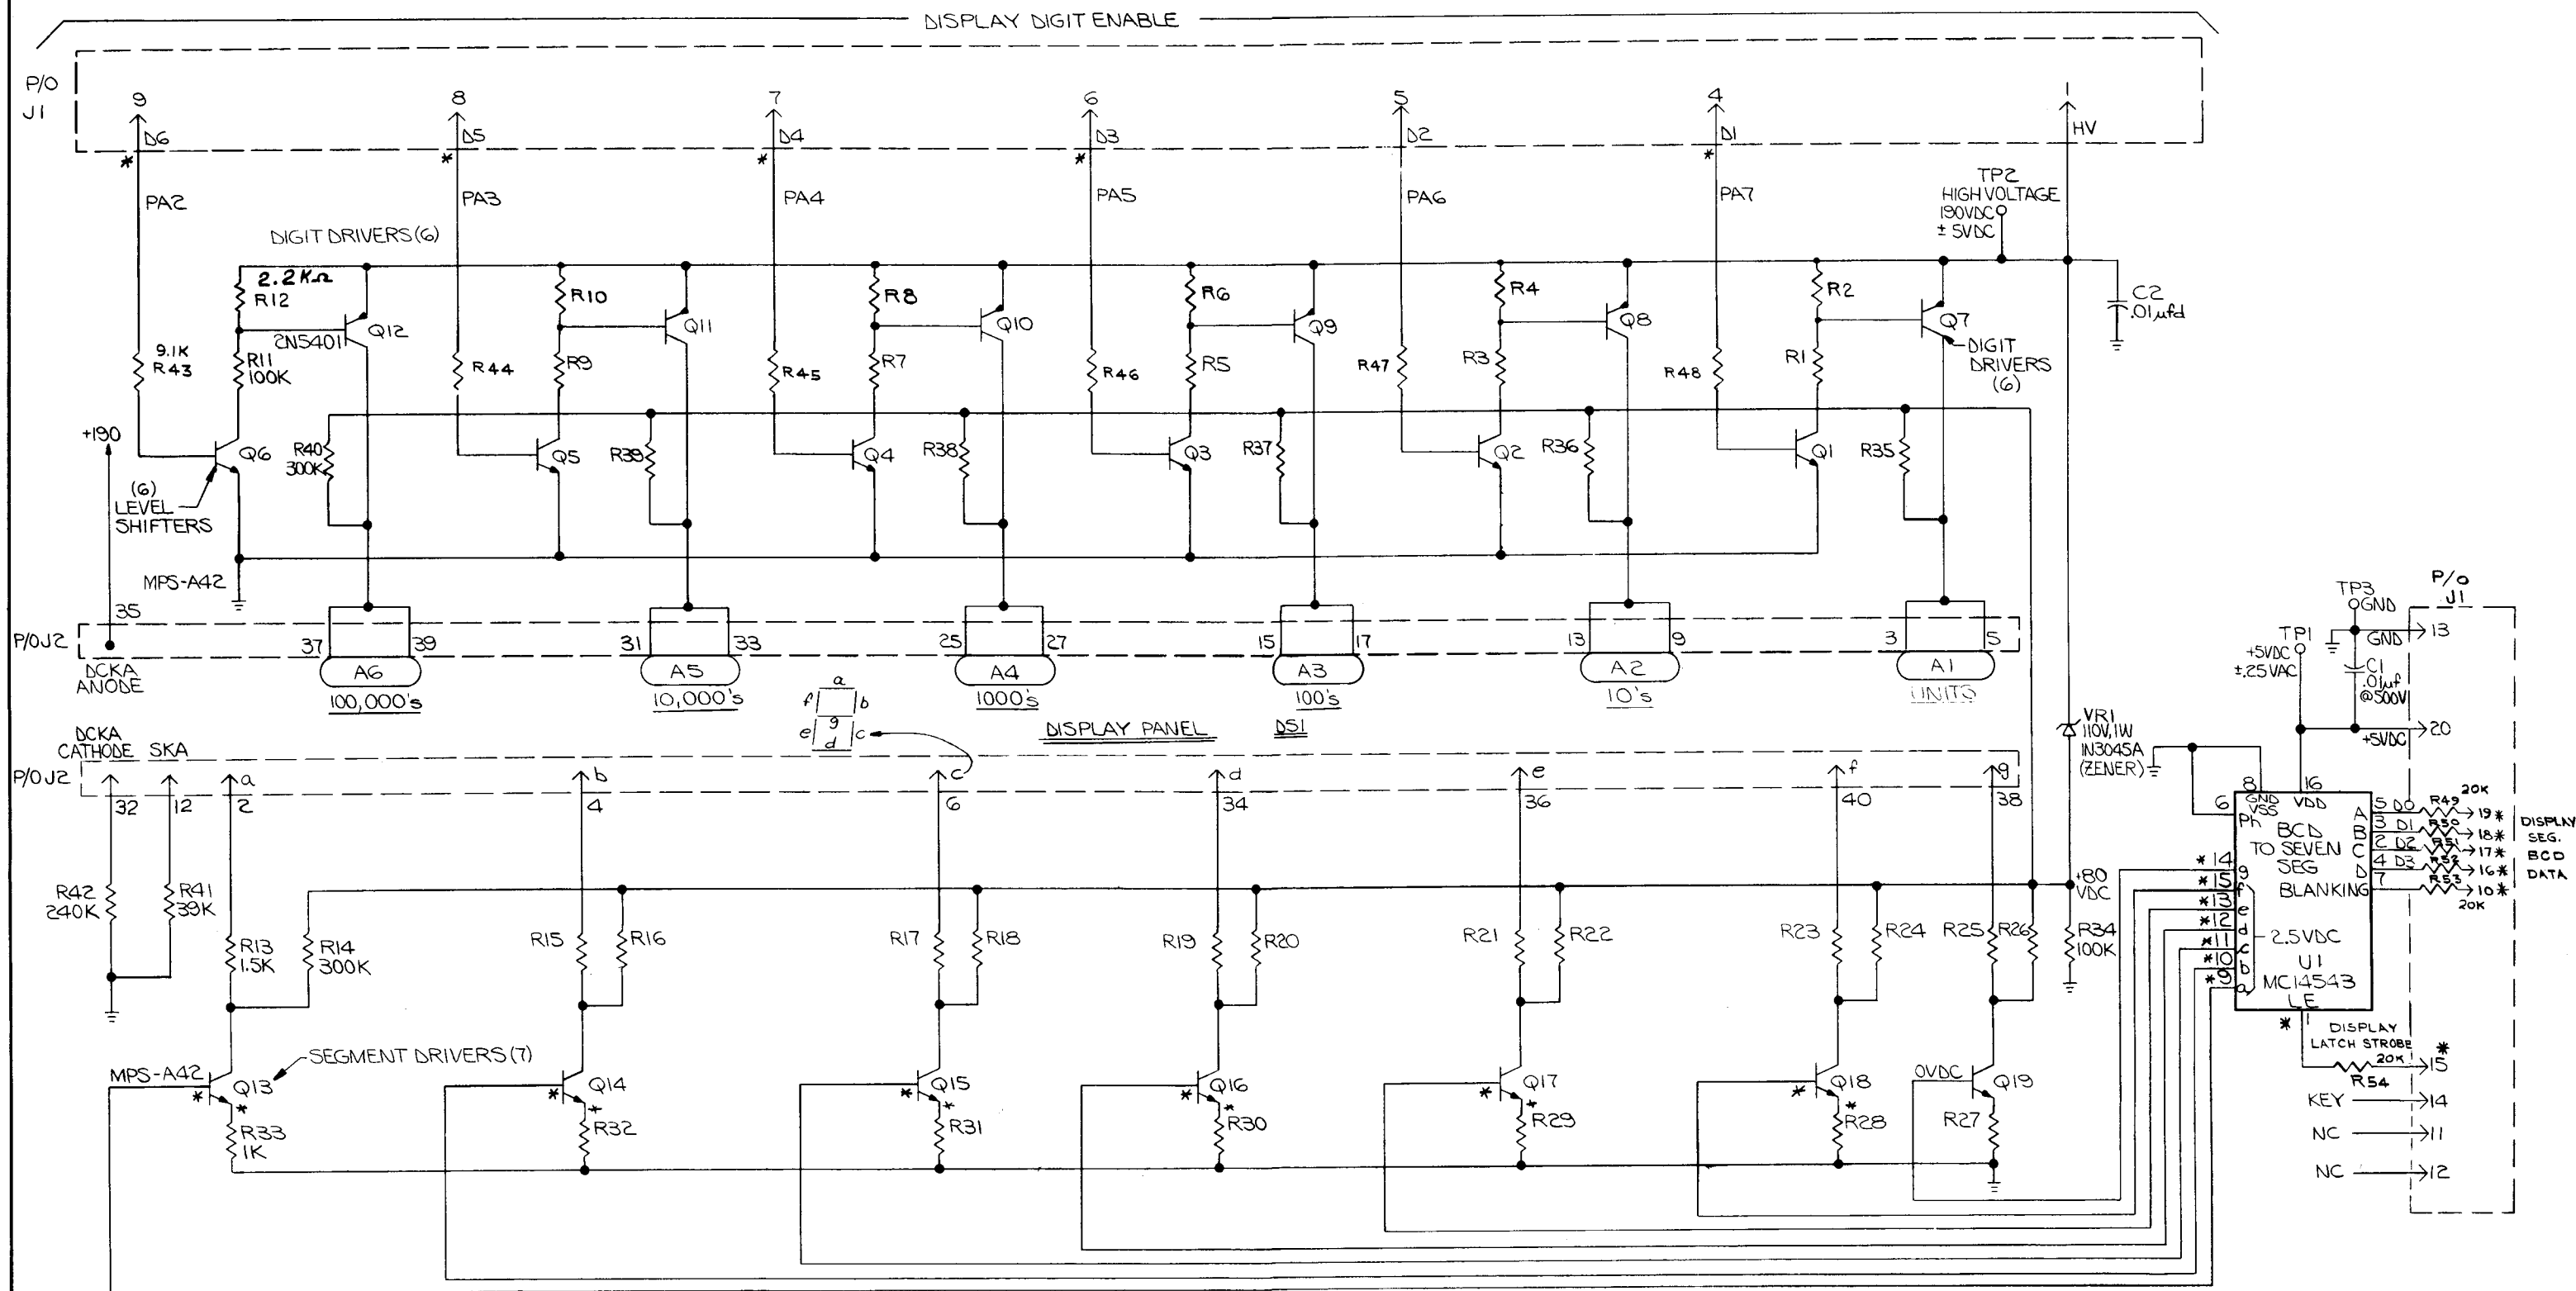 DISPLAY DIGIT ENABLE
P/O
J1
9
8
7
6
5
4
1
D6
D5
D4
D3
D2
D1
HV
*
*
*
*
*
PA2
PA3
PA4
PA5
PA6
PA7
TP2
HIGH VOLTAGE
190VDC
± 5VDC
DIGIT DRIVERS (6)
2.2KΩ
R12
R10
R8
R6
R4
R2
C2
.01µfd
Q12
2N5401
Q11
Q10
Q9
Q8
Q7
9.1K
R43
R11
100K
R44
R9
R45
R7
R46
R5
R47
R3
R48
R1
DIGIT
DRIVERS
(6)
+190
Q6
R40
300K
Q5
R39
Q4
R38
Q3
R37
Q2
R36
Q1
R35
(6)
LEVEL
SHIFTERS
MPS-A42
35
P/O J2
37
39
31
33
25
27
15
17
13
9
3
5
DCKA
ANODE
A6
A5
A4
A3
A2
A1
100,000's
10,000's
1000's
100's
10's
UNITS
a
f
b
g
e
c
d
DISPLAY PANEL
DS1
TP3
GND
P/O
J1
GND
13
TP1
+5VDC
±.25VAC
C1
.01µf
@500V
+5VDC
20
VR1
110V,1W
IN3045A
(ZENER)
DCKA
CATHODE SKA
P/O J2
a
b
c
d
e
f
g
32
12
2
4
6
34
36
40
38
8
16
6
GND
VSS
VDD
Ph
BCD
TO SEVEN
SEG
BLANKING
A
B
C
D
5 D0 R49 20K 19*
3 D1 R50 18*
2 D2 R51 17*
4 D3 R52 16*
7 R53 10*
20K
DISPLAY
SEG.
BCD
DATA
*14 g
*15 f
*13 e
*12 d
*11 c
*10 b
*9 a
2.5VDC
U1
MC14543
LE
* 1
DISPLAY
LATCH STROBE
20K
R54
15
*
KEY 14
NC 11
NC 12
+80
VDC
R42
240K
R41
39K
R13
1.5K
R14
300K
R15
R16
R17
R18
R19
R20
R21
R22
R23
R24
R25
R26
R34
100K
SEGMENT DRIVERS (7)
MPS-A42
Q13
*
*
Q14
*
*
Q15
*
*
Q16
*
*
Q17
*
*
Q18
*
*
0VDC
Q19
R33
1K
R32
R31
R30
R29
R28
R27